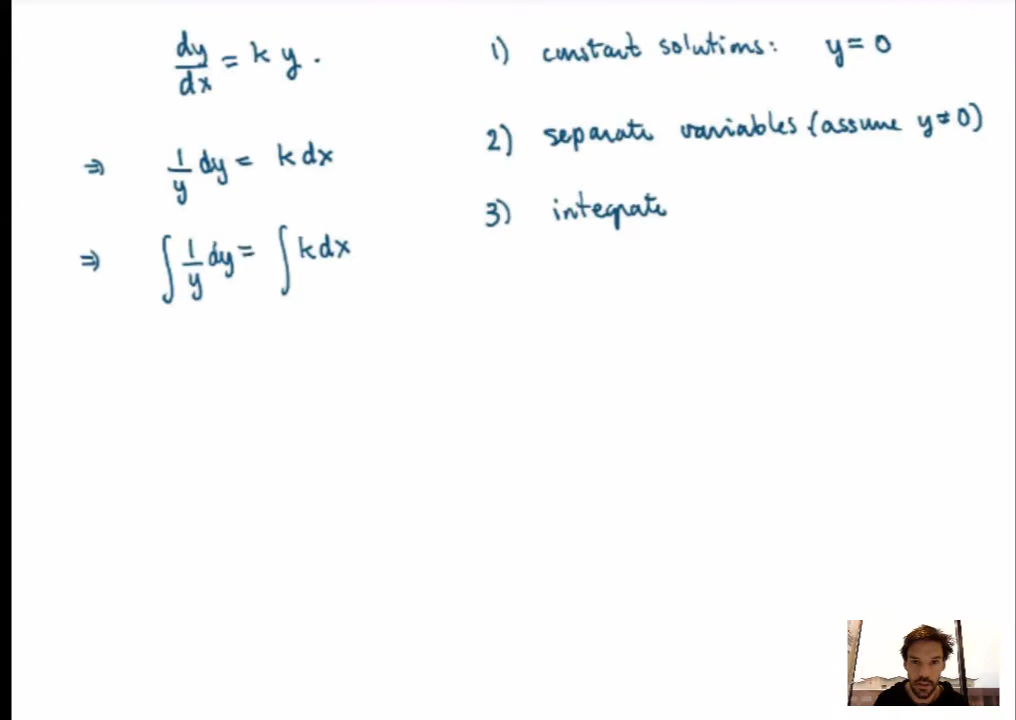 dy/dx = k y.
1) constant solutions: y = 0
2) separate variables (assume y ≠ 0)
⇒ 1/y dy = k dx
3) integrate
⇒ ∫ 1/y dy = ∫ k dx